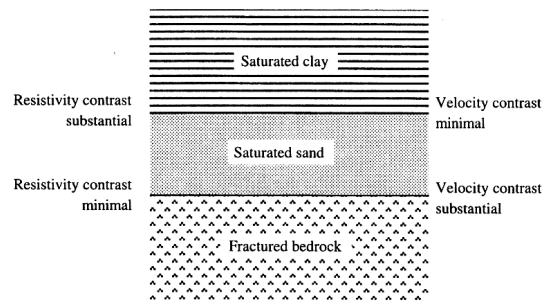 Saturated clay
Resistivity contrast
substantial
Velocity contrast
minimal
Saturated sand
Resistivity contrast
minimal
Velocity contrast
substantial
Fractured bedrock